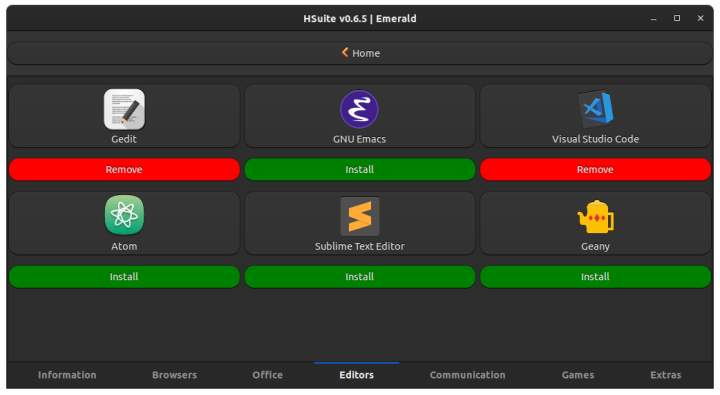 HSuite v0.6.5 | Emerald
Home
Gedit GNU Emacs Visual Studio Code
Remove Install Remove
Atom Sublime Text Editor Geany
Install Install Install
Information Browsers Office Editors Communication Games Extras